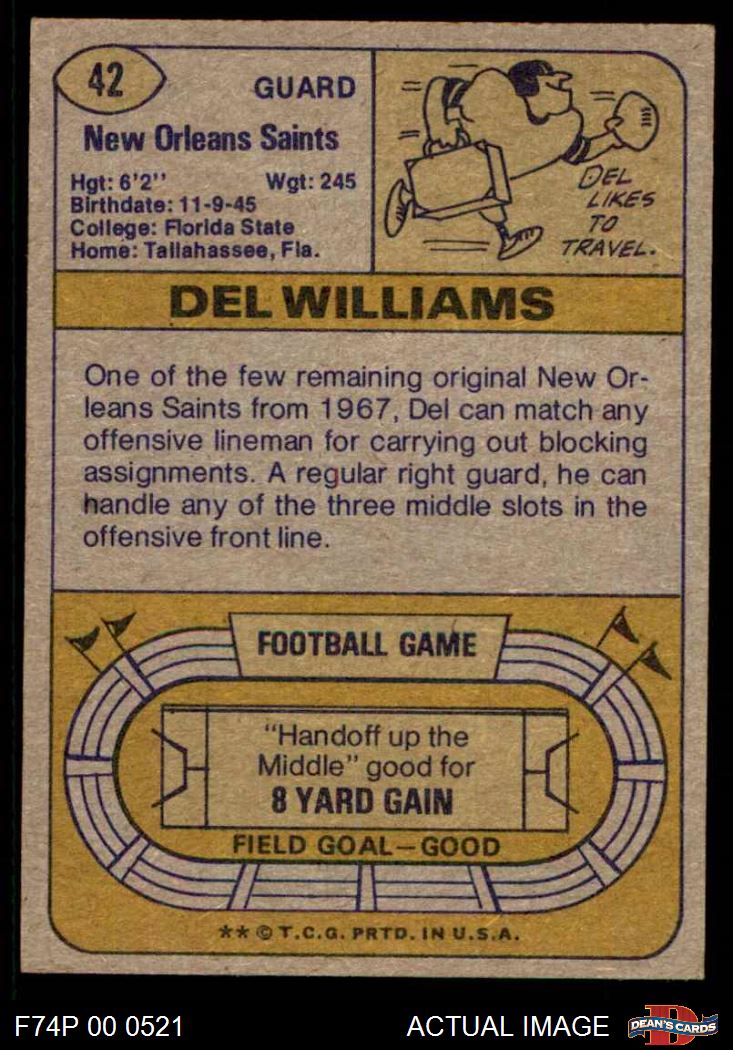 42
GUARD
New Orleans Saints
Hgt: 6'2" Wgt: 245
Birthdate: 11-9-45
College: Florida State
Home: Tallahassee, Fla.
DEL
LIKES
TO
TRAVEL.
DEL WILLIAMS
One of the few remaining original New Or-
leans Saints from 1967, Del can match any
offensive lineman for carrying out blocking
assignments. A regular right guard, he can
handle any of the three middle slots in the
offensive front line.
FOOTBALL GAME
"Handoff up the
Middle" good for
8 YARD GAIN
FIELD GOAL—GOOD
** © T.C.G. PRTD. IN U.S.A.
F74P 00 0521 ACTUAL IMAGE
D
DEAN'S CARDS